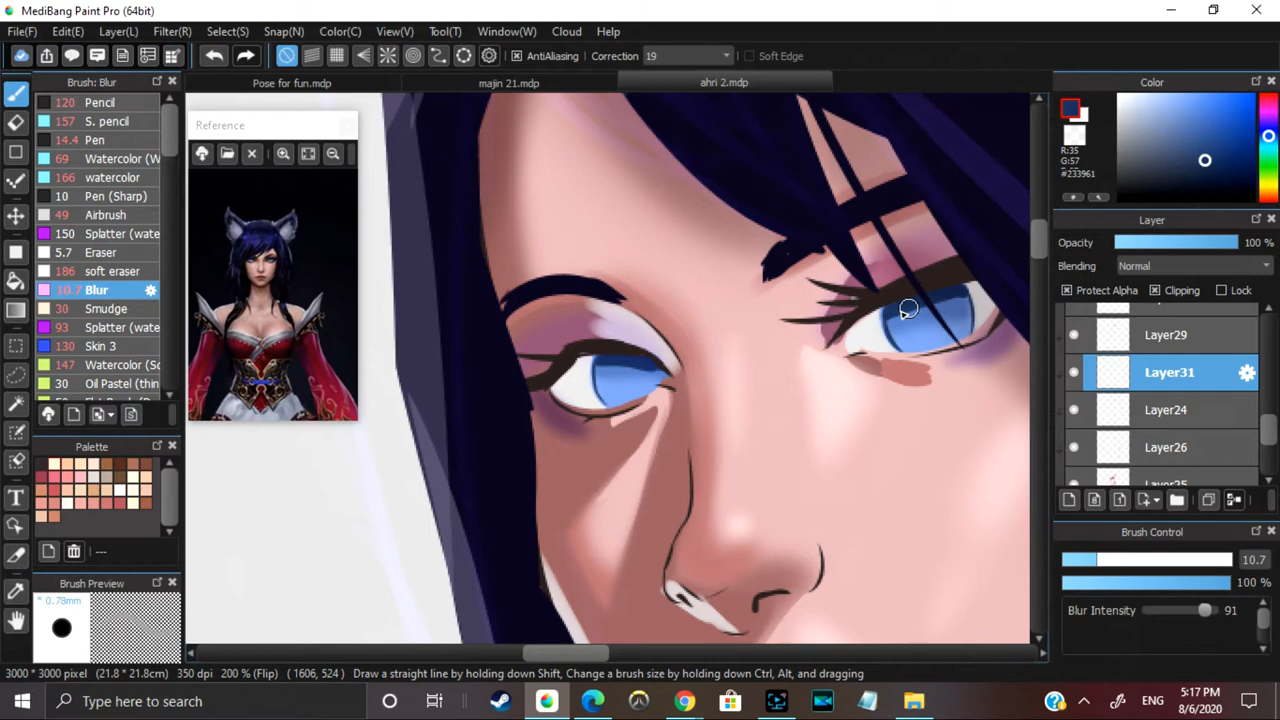 MediBang Paint Pro (64bit)
File(F) Edit(E) Layer(L) Filter(R) Select(S) Snap(N) Color(C) View(V) Tool(T) Window(W) Cloud Help
AntiAliasing Correction 19 Soft Edge
Brush: Blur
Pose for fun.mdp majin 21.mdp ahri 2.mdp
Color
120 Pencil
157 S. pencil
14.4 Pen
69 Watercolor (W
166 watercolor
10 Pen (Sharp)
49 Airbrush
150 Splatter (wate
5.7 Eraser
186 soft eraser
10.7 Blur
30 Smudge
93 Splatter (wate
130 Skin 3
147 Watercolor (S
30 Oil Pastel (thin
Palette
---
Brush Preview
* 0.78mm
Reference
R:35
G:57
B:97
#233961
Layer
Opacity 100 %
Blending Normal
Protect Alpha Clipping Lock
Layer29
Layer31
Layer24
Layer26
Layer25
Brush Control
10.7
100 %
Blur Intensity 91
3000 * 3000 pixel (21.8 * 21.8cm) 350 dpi 200 % (Flip) ( 1606, 524 ) Draw a straight line by holding down Shift, Change a brush size by holding down Ctrl, Alt, and dragging
Type here to search
ENG
5:17 PM
8/6/2020